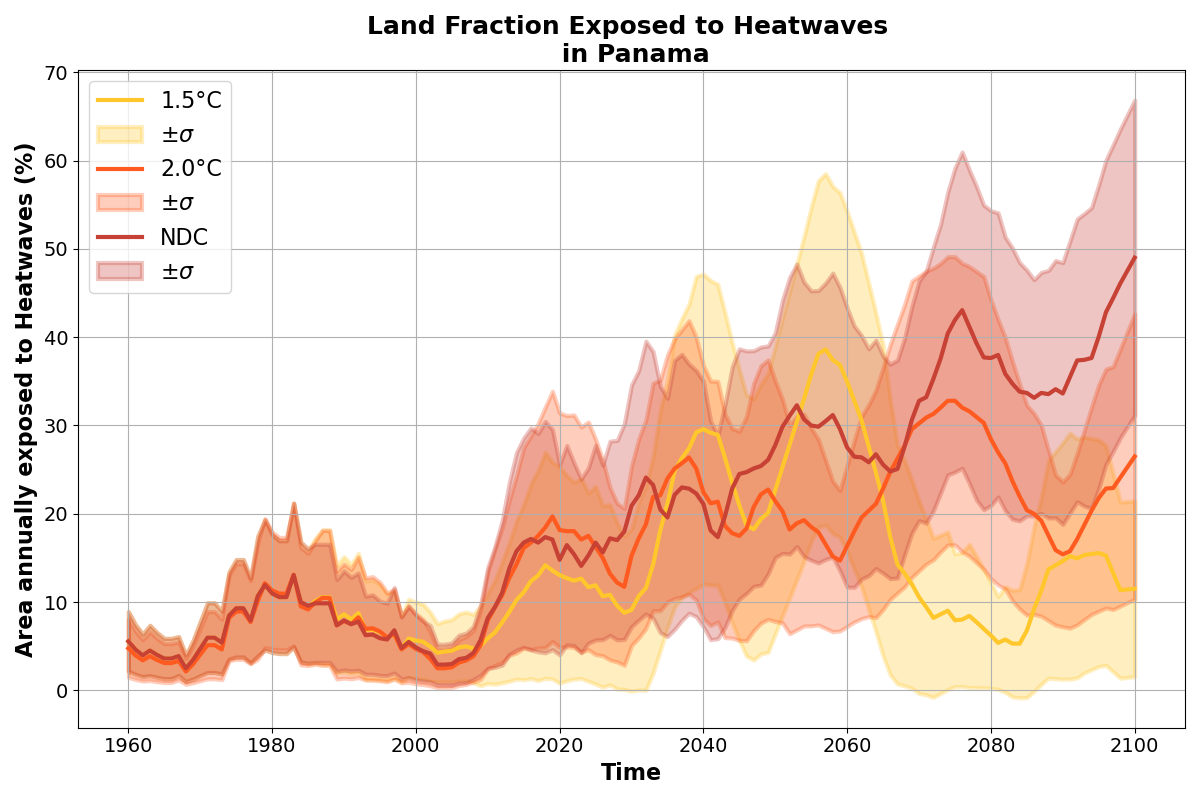 Land Fraction Exposed to Heatwaves
in Panama
Area annually exposed to Heatwaves (%)
70
60
50
40
30
20
10
0
1.5°C
±σ
2.0°C
±σ
NDC
±σ
1960 1980 2000 2020 2040 2060 2080 2100
Time